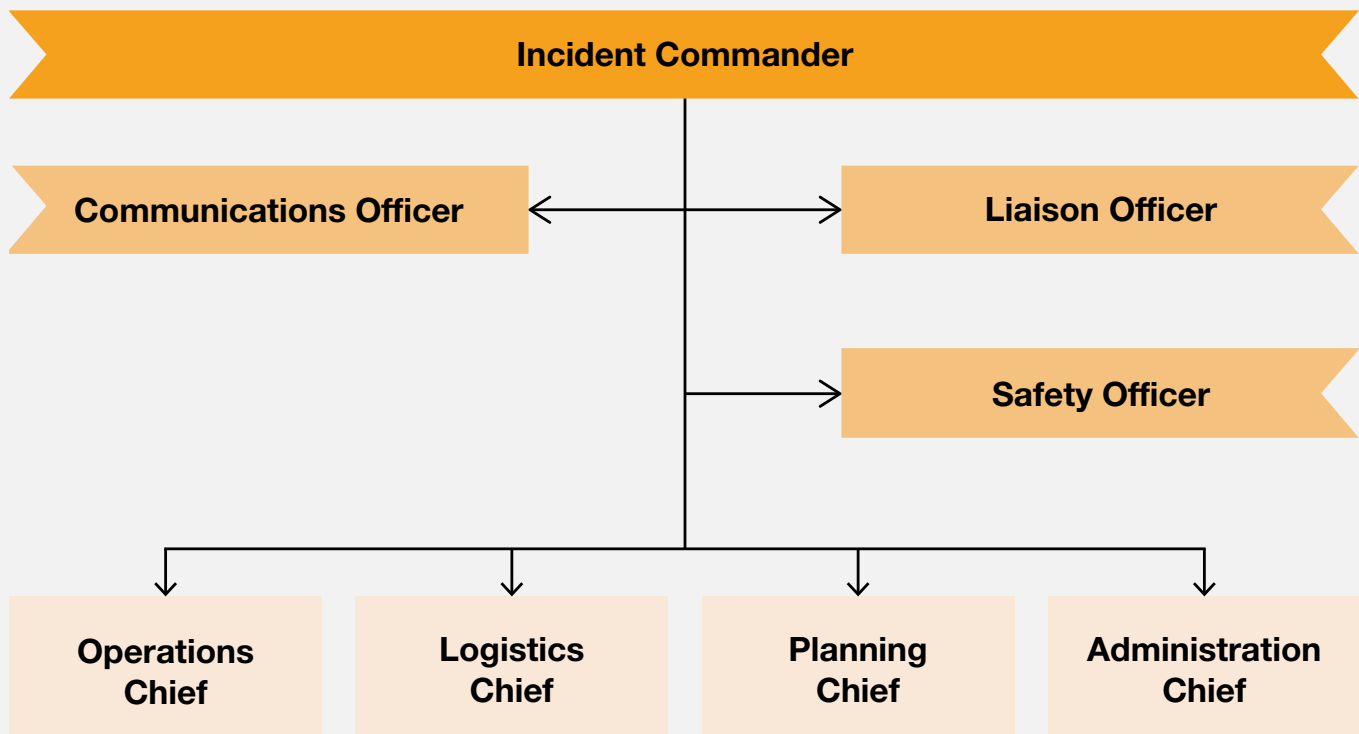 Incident Commander
Communications Officer
Liaison Officer
Safety Officer
Operations
Chief
Logistics
Chief
Planning
Chief
Administration
Chief